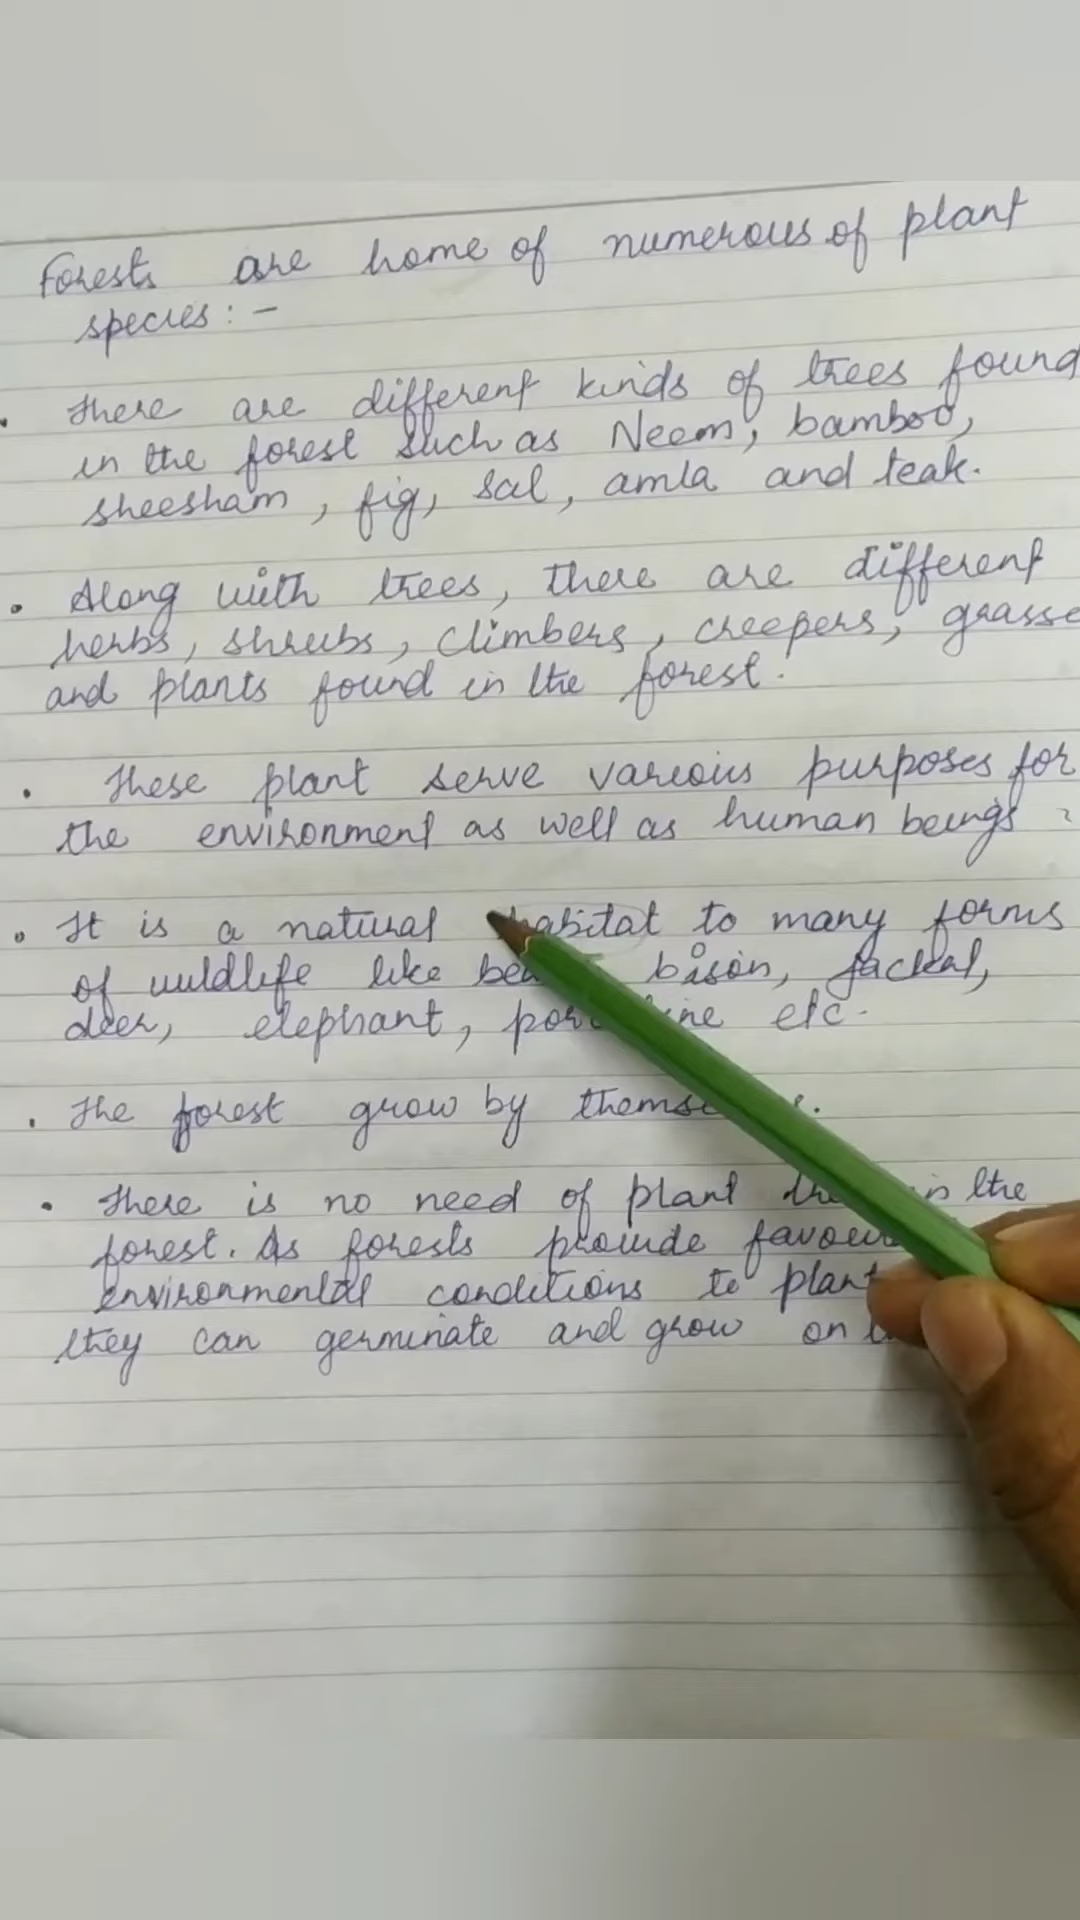 Forests are home of numerous of plant
species:-
. There are different kinds of trees found
in the forest such as Neem, bamboo,
sheesham, fig, sal, amla and teak.
. Along with trees, there are different
herbs, shrubs, climbers, creepers, grasse
and plants found in the forest.
. These plant serve various purposes for
the environment as well as human beings
. It is a natural habitat to many forms
of wildlife like bison, jackal,
deer, elephant, etc.
. The forest grow by
. There is no need of plant in the
forest. As forests provide
environmental conditions to
they can germinate and grow on